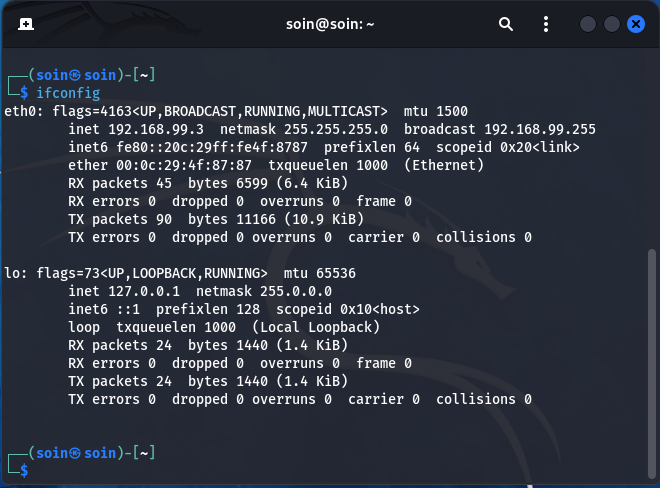 soin@soin: ~
┌──(soin㉿soin)-[~]
└─$ ifconfig
eth0: flags=4163<UP,BROADCAST,RUNNING,MULTICAST>  mtu 1500
        inet 192.168.99.3  netmask 255.255.255.0  broadcast 192.168.99.255
        inet6 fe80::20c:29ff:fe4f:8787  prefixlen 64  scopeid 0x20<link>
        ether 00:0c:29:4f:87:87  txqueuelen 1000  (Ethernet)
        RX packets 45  bytes 6599 (6.4 KiB)
        RX errors 0  dropped 0  overruns 0  frame 0
        TX packets 90  bytes 11166 (10.9 KiB)
        TX errors 0  dropped 0 overruns 0  carrier 0  collisions 0
lo: flags=73<UP,LOOPBACK,RUNNING>  mtu 65536
        inet 127.0.0.1  netmask 255.0.0.0
        inet6 ::1  prefixlen 128  scopeid 0x10<host>
        loop  txqueuelen 1000  (Local Loopback)
        RX packets 24  bytes 1440 (1.4 KiB)
        RX errors 0  dropped 0  overruns 0  frame 0
        TX packets 24  bytes 1440 (1.4 KiB)
        TX errors 0  dropped 0 overruns 0  carrier 0  collisions 0
┌──(soin㉿soin)-[~]
└─$